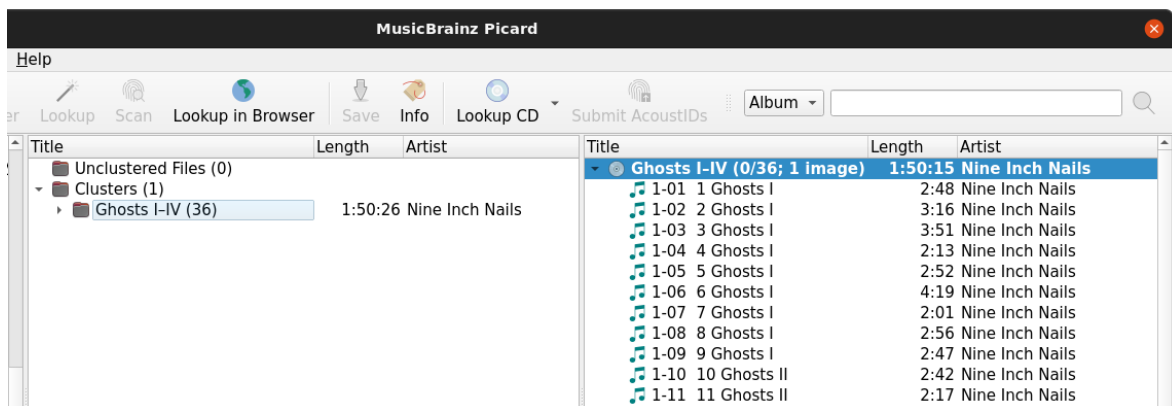 MusicBrainz Picard
Help
er Lookup Scan Lookup in Browser Save Info Lookup CD Submit AcoustIDs Album
Title Length Artist
Unclustered Files (0)
Clusters (1)
Ghosts I–IV (36) 1:50:26 Nine Inch Nails
Title Length Artist
Ghosts I–IV (0/36; 1 image) 1:50:15 Nine Inch Nails
1-01 1 Ghosts I 2:48 Nine Inch Nails
1-02 2 Ghosts I 3:16 Nine Inch Nails
1-03 3 Ghosts I 3:51 Nine Inch Nails
1-04 4 Ghosts I 2:13 Nine Inch Nails
1-05 5 Ghosts I 2:52 Nine Inch Nails
1-06 6 Ghosts I 4:19 Nine Inch Nails
1-07 7 Ghosts I 2:01 Nine Inch Nails
1-08 8 Ghosts I 2:56 Nine Inch Nails
1-09 9 Ghosts I 2:47 Nine Inch Nails
1-10 10 Ghosts II 2:42 Nine Inch Nails
1-11 11 Ghosts II 2:17 Nine Inch Nails